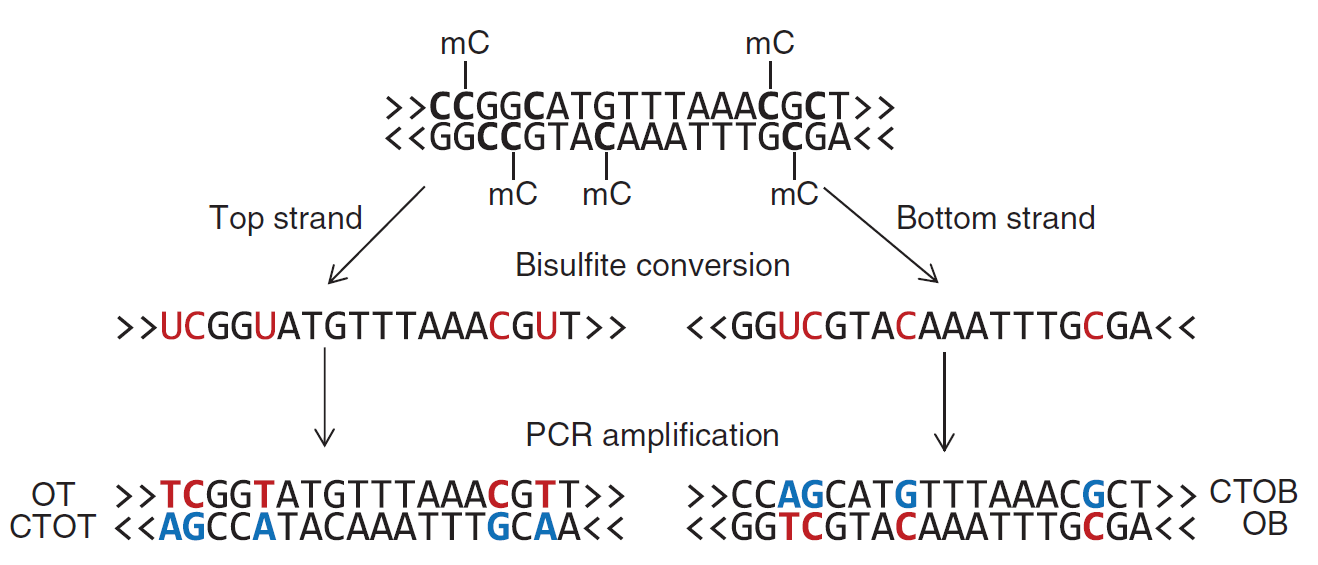 mC mC
>>CCGGCATGTTTAAACGCT>>
<<GGCCGTACAAATTTGCGA<<
mC mC mC
Top strand Bottom strand
Bisulfite conversion
>>UCGGUATGTTTAAACGUT>> <<GGUCGTACAAATTTGCGA<<
PCR amplification
OT >>TCGGTATGTTTAAACGTT>> >>CCAGCATGTTTAAACGCT>> CTOB
CTOT <<AGCCATACAAATTTGCAA<< <<GGTCGTACAAATTTGCGA<< OB